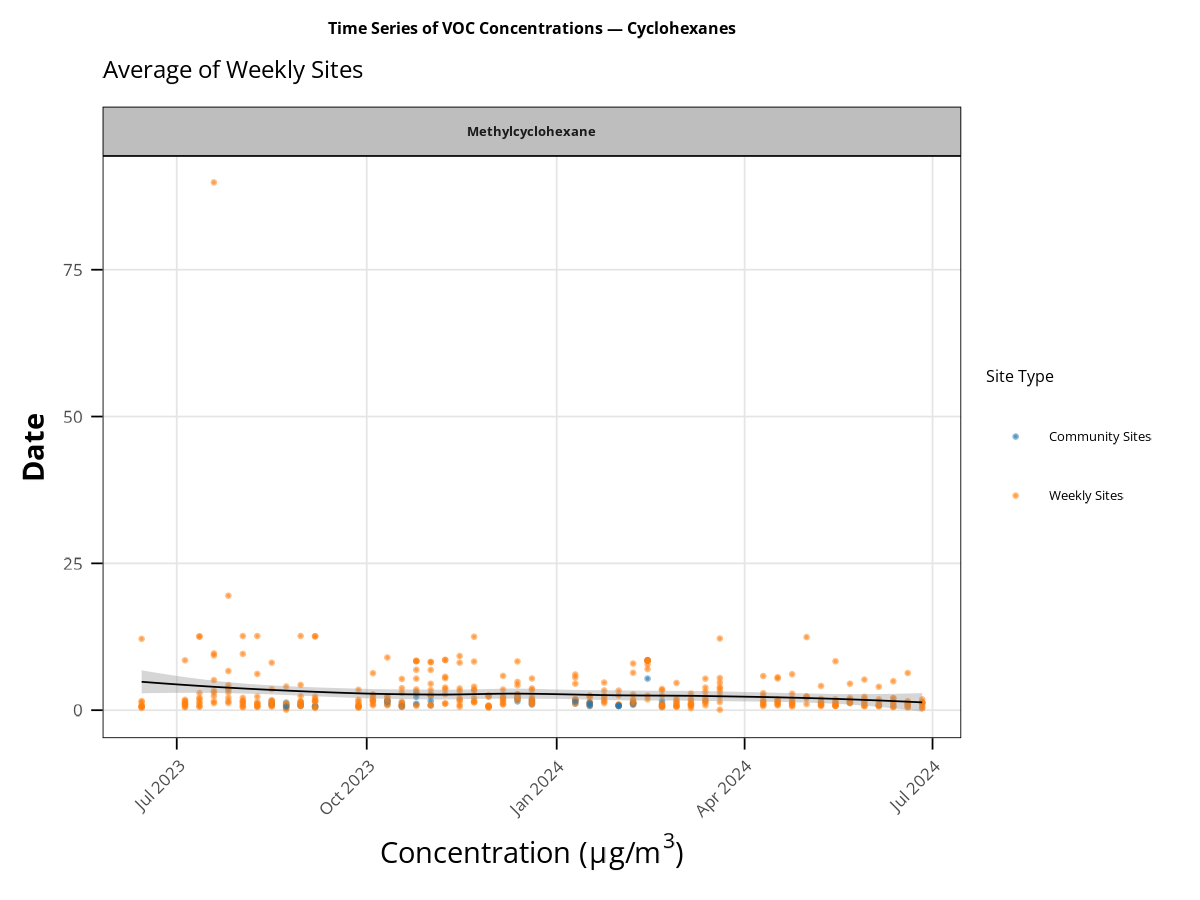 Time Series of VOC Concentrations — Cyclohexanes
Average of Weekly Sites
Methylcyclohexane
75
50
25
0
Date
Jul 2023
Oct 2023
Jan 2024
Apr 2024
Jul 2024
Concentration (µg/m³)
Site Type
Community Sites
Weekly Sites